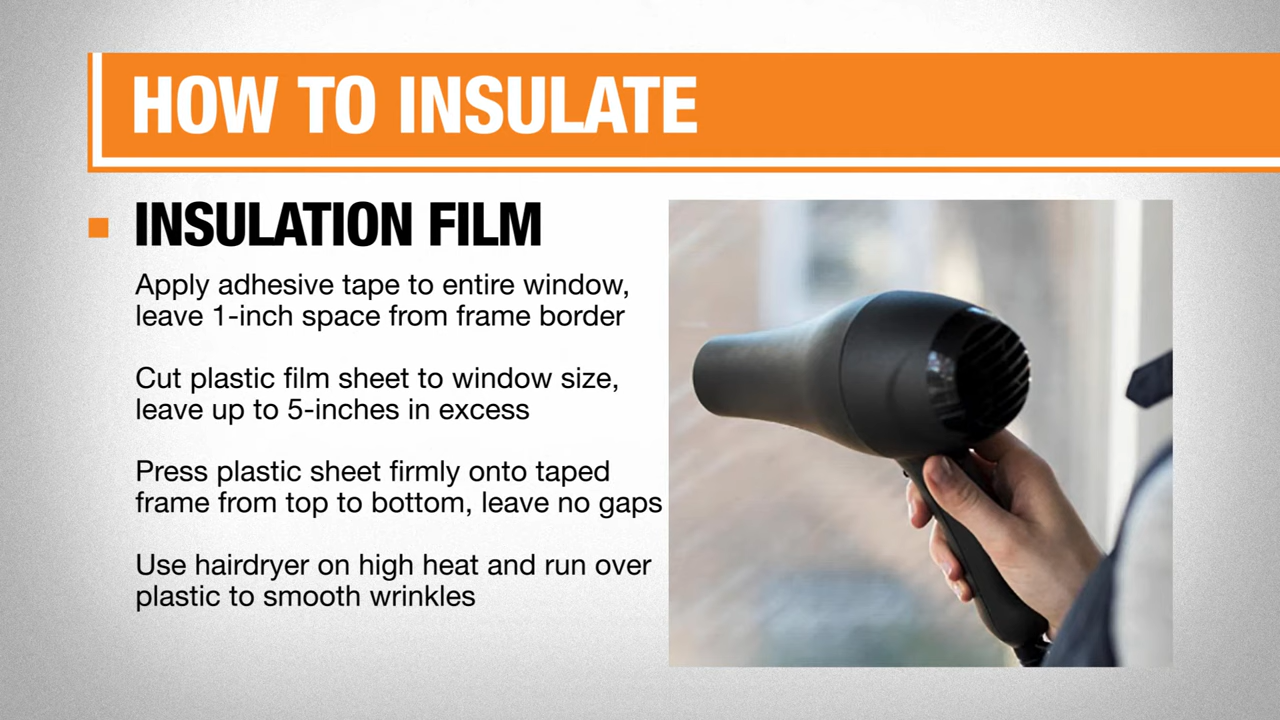 HOW TO INSULATE
INSULATION FILM
Apply adhesive tape to entire window,
leave 1-inch space from frame border
Cut plastic film sheet to window size,
leave up to 5-inches in excess
Press plastic sheet firmly onto taped
frame from top to bottom, leave no gaps
Use hairdryer on high heat and run over
plastic to smooth wrinkles